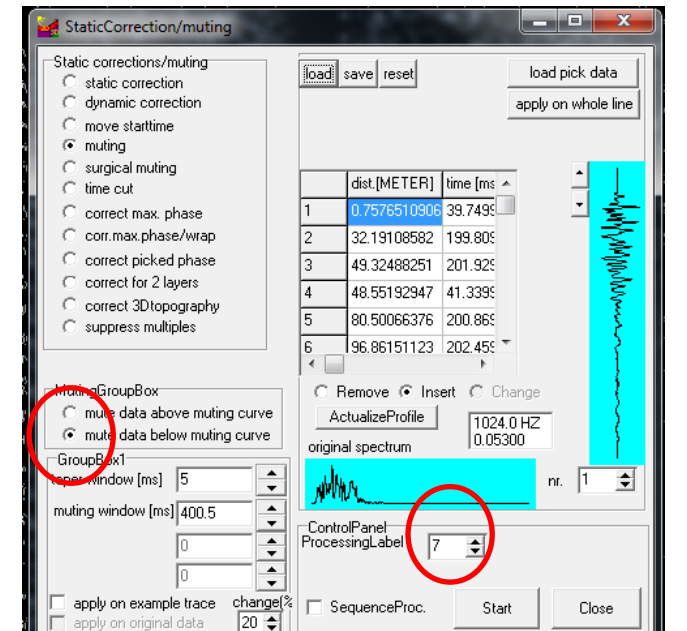 StaticCorrection/muting
Static corrections/muting
static correction
dynamic correction
move starttime
muting
surgical muting
time cut
correct max. phase
corr.max.phase/wrap
correct picked phase
correct for 2 layers
correct 3Dtopography
suppress multiples
MutingGroupBox
mute data above muting curve
mute data below muting curve
GroupBox1
taper window [ms] 5
muting window [ms] 400.5
0
0
apply on example trace change(%
apply on original data 20
load save reset load pick data
apply on whole line
dist.[METER] time [ms
1 0.7576510906 39.7499
2 32.19108582 199.809
3 49.32488251 201.929
4 48.55192947 41.3399
5 80.50066376 200.869
6 96.86151123 202.459
Remove Insert Change
ActualizeProfile 1024.0 HZ
original spectrum 0.05300
nr. 1
ControlPanel
ProcessingLabel 7
SequenceProc. Start Close